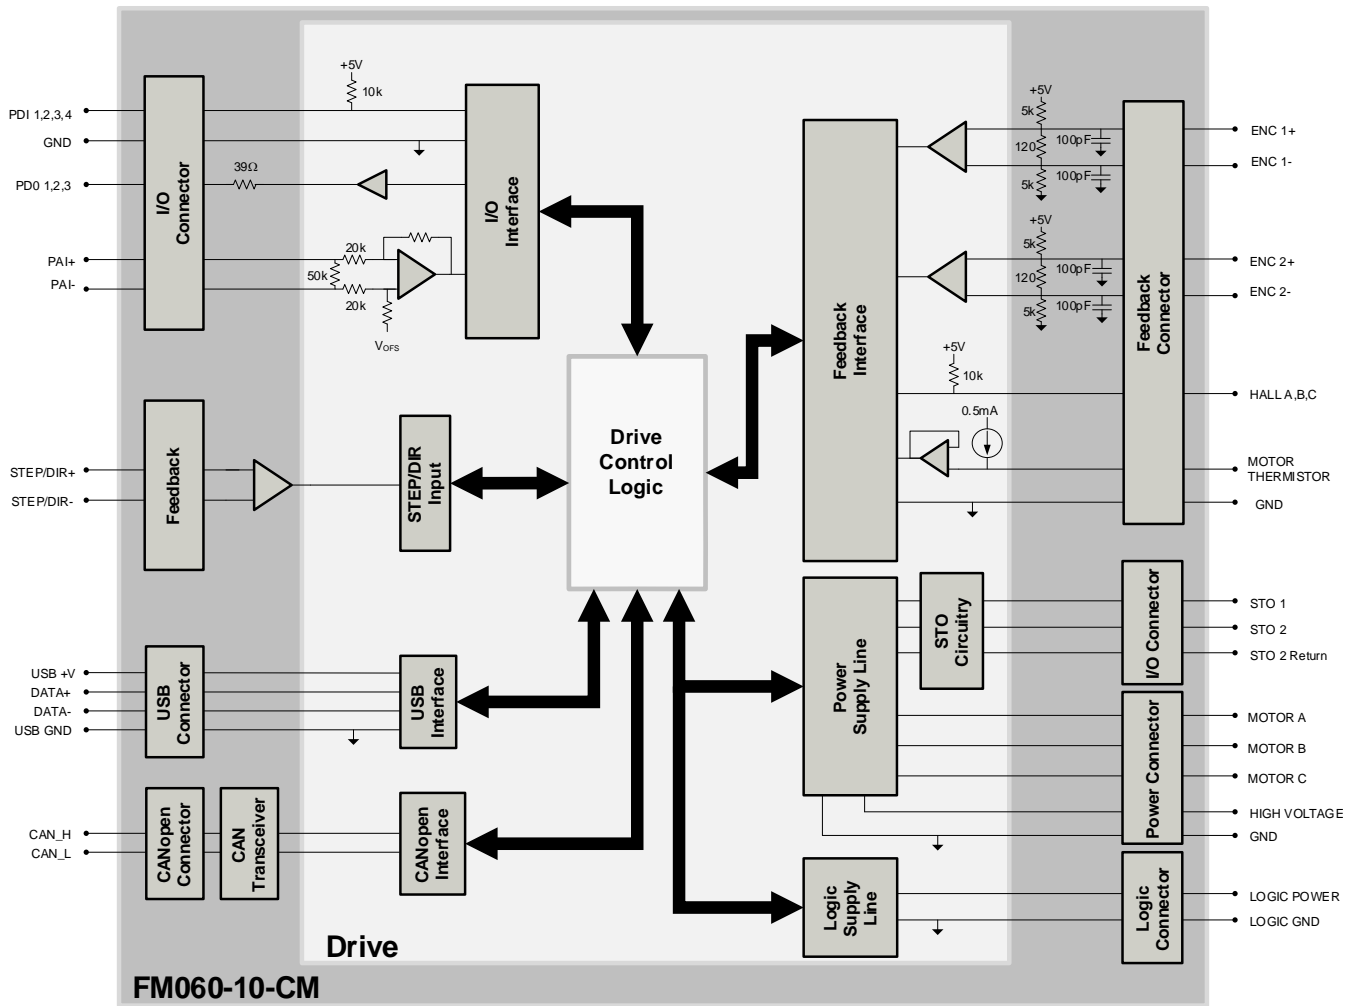 +5V
10k
PDI 1,2,3,4
GND
39Ω
PD0 1,2,3
PAI+
PAI-
20k
50k
20k
VOFS
I/O
Connector
I/O
Interface
STEP/DIR+
STEP/DIR-
Feedback
STEP/DIR
Input
Drive
Control
Logic
USB +V
DATA+
DATA-
USB GND
USB
Connector
USB
Interface
CAN_H
CAN_L
CANopen
Connector
CAN
Transceiver
CANopen
Interface
Feedback
Interface
+5V
5k
120
5k
100pF
100pF
ENC 1+
ENC 1-
+5V
5k
120
5k
100pF
100pF
ENC 2+
ENC 2-
+5V
10k
HALL A,B,C
0.5mA
MOTOR
THERMISTOR
GND
Feedback
Connector
Power
Supply Line
STO
Circuitry
I/O Connector
STO 1
STO 2
STO 2 Return
Power Connector
MOTOR A
MOTOR B
MOTOR C
HIGH VOLTAGE
GND
Logic
Supply
Line
Logic
Connector
LOGIC POWER
LOGIC GND
Drive
FM060-10-CM